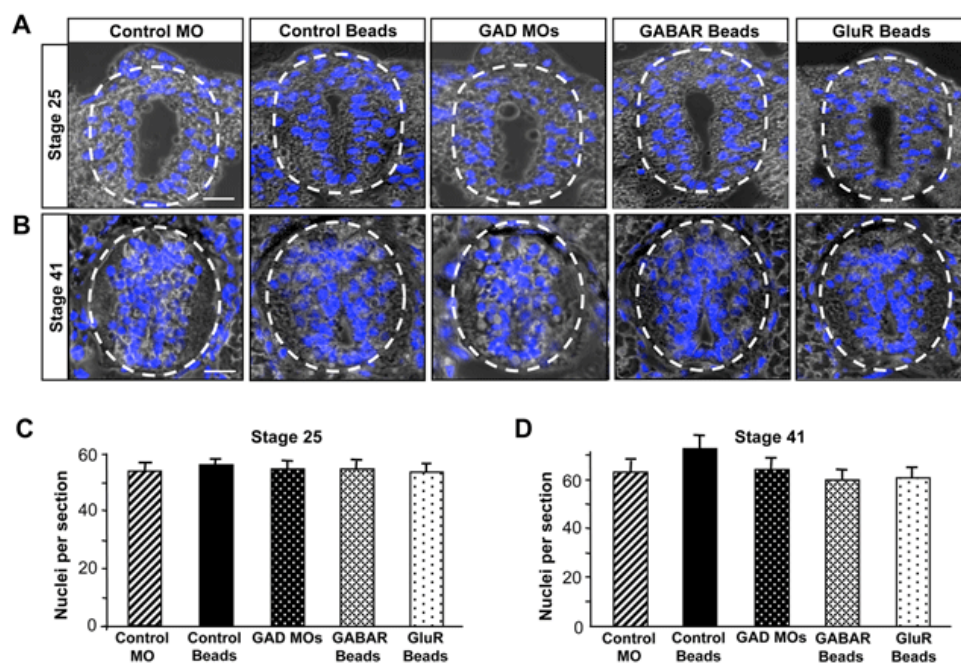 A
Control MO
Control Beads
GAD MOs
GABAR Beads
GluR Beads
Stage 25
B
Stage 41
C
Stage 25
Nuclei per section
60
40
20
0
Control
MO
Control
Beads
GAD MOs
GABAR
Beads
GluR
Beads
D
Stage 41
Nuclei per section
60
40
20
0
Control
MO
Control
Beads
GAD MOs
GABAR
Beads
GluR
Beads